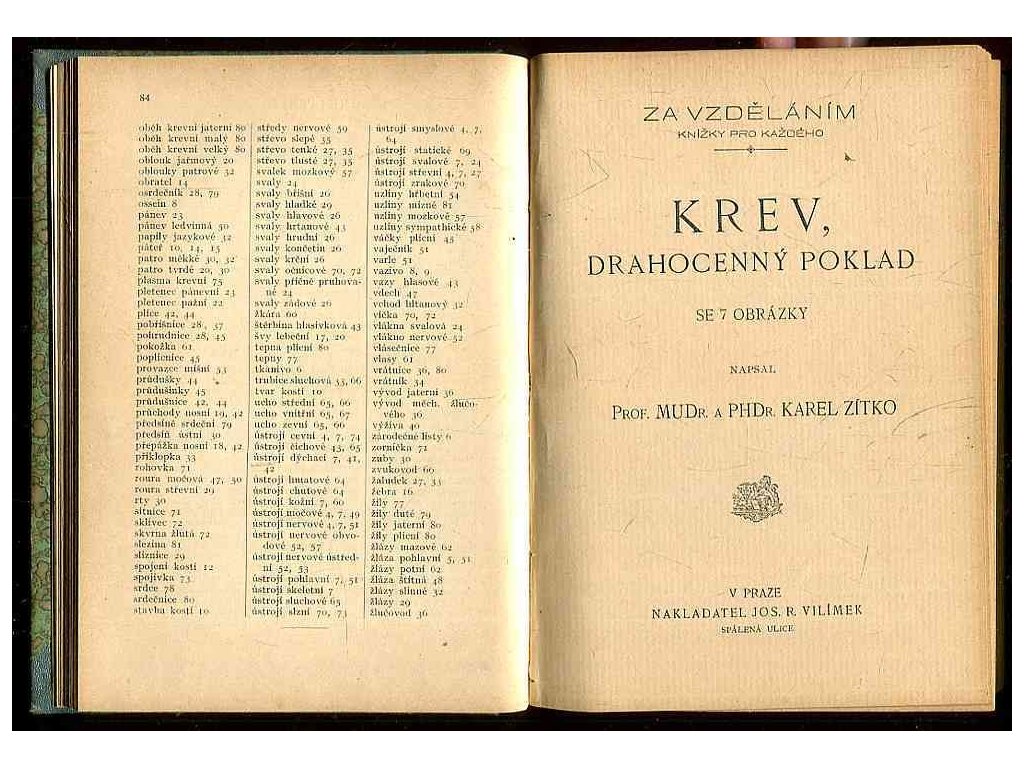 84
oběh krevní jaterní 80
oběh krevní malý 80
oběh krevní velký 80
oblouk jařmový 20
oblouky patrové 32
obratel 14
osrdečník 28, 79
ossein 8
pánev 23
pánev ledvinná 50
papily jazykové 32
páteř 10, 14, 15
patro měkké 30, 32
patro tvrdé 20, 30
plasma krevní 75
pletenec pánevní 23
pletenec pažní 22
plíce 42, 44
pobřišnice 28, 37
pohrudnice 28, 45
pokožka 61
poplicnice 45
provazce míšní 53
průdušky 44
průdušinky 45
průdušnice 42, 44
průchody nosní 19, 42
předsíně srdeční 79
předsíň ústní 30
přepážka nosní 18, 42
příklopka 33
rohovka 71
roura močová 47, 50
roura střevní 29
rty 30
sítnice 71
sklivec 72
skvrna žlutá 72
slezina 81
sliznice 29
spojení kostí 12
spojivka 73
srdce 78
srdečnice 80
stavba kostí 10
středy nervové 59
střevo slepé 35
střevo tenké 27, 35
střevo tlusté 27, 35
svalek mozkový 57
svaly 24
svaly břišní 26
svaly hladké 29
svaly hlavové 26
svaly hrtanové 43
svaly hrudní 26
svaly končetin 26
svaly krční 26
svaly očnicové 70, 72
svaly příčně pruhova-
né 24
svaly zádové 26
škára 60
štěrbina hlasivková 43
švy lebeční 17, 20
tepna plicní 80
tepny 77
tkanivo 6
trubice sluchová 33, 66
tvar kostí 10
ucho střední 65, 66
ucho vnitřní 65, 67
ucho zevní 65, 66
ústrojí cevní 4, 7, 74
ústrojí čichové 43, 65
ústrojí dýchací 7, 41,
42
ústrojí hmatové 64
ústrojí chuťové 64
ústrojí kožní 7, 60
ústrojí močové 4, 7, 49
ústrojí nervové 4, 7, 51
ústrojí nervové obvo-
dové 52, 57
ústrojí nervové ústřed-
ní 52, 53
ústrojí pohlavní 7, 51
ústrojí skeletní 7
ústrojí sluchové 65
ústrojí slzní 70, 73
ústrojí smyslové 4, 7,
64
ústrojí statické 69
ústrojí svalové 7, 24
ústrojí střevní 4, 7, 27
ústrojí zrakové 70
uzliny hřbetní 54
uzliny mízné 81
uzliny mozkové 57
uzliny sympathické 58
váčky plicní 45
vaječník 51
varle 51
vazivo 8, 9
vazy hlasové 43
vdech 47
vchod hltanový 32
víčka 70, 72
vlákna svalová 24
vlákno nervové 52
vlásečnice 77
vlasy 61
vrátnice 36, 80
vrátník 34
vývod jaterní 36
vývod měch. žlučo-
vého 36
výživa 40
zárodečné listy 6
zornička 71
zuby 30
zvukovod 66
žaludek 27, 33
žebra 16
žíly 77
žíly duté 79
žíly jaterní 80
žíly plicní 80
žlázy mazové 62
žláza pohlavní 5, 51
žlázy potní 62
žláza štítná 48
žlázy slinné 32
žlázy 29
žlučovod 36
ZA VZDĚLÁNÍM
KNÍŽKY PRO KAŽDÉHO
KREV,
DRAHOCENNÝ POKLAD
SE 7 OBRÁZKY
NAPSAL
PROF. MUDR. A PHDR. KAREL ZÍTKO
V PRAZE
NAKLADATEL JOS. R. VILÍMEK
SPÁLENÁ ULICE